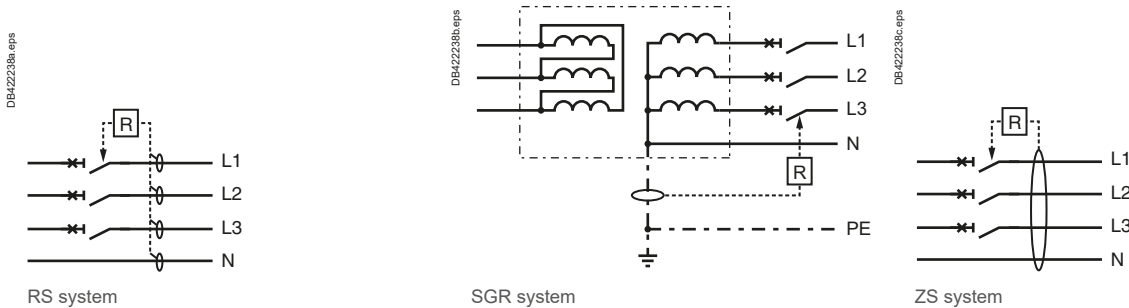 DB422238a.eps
R
L1
L2
L3
N
RS system
DB422238b.eps
L1
L2
L3
N
R
PE
SGR system
DB422238c.eps
R
L1
L2
L3
N
ZS system